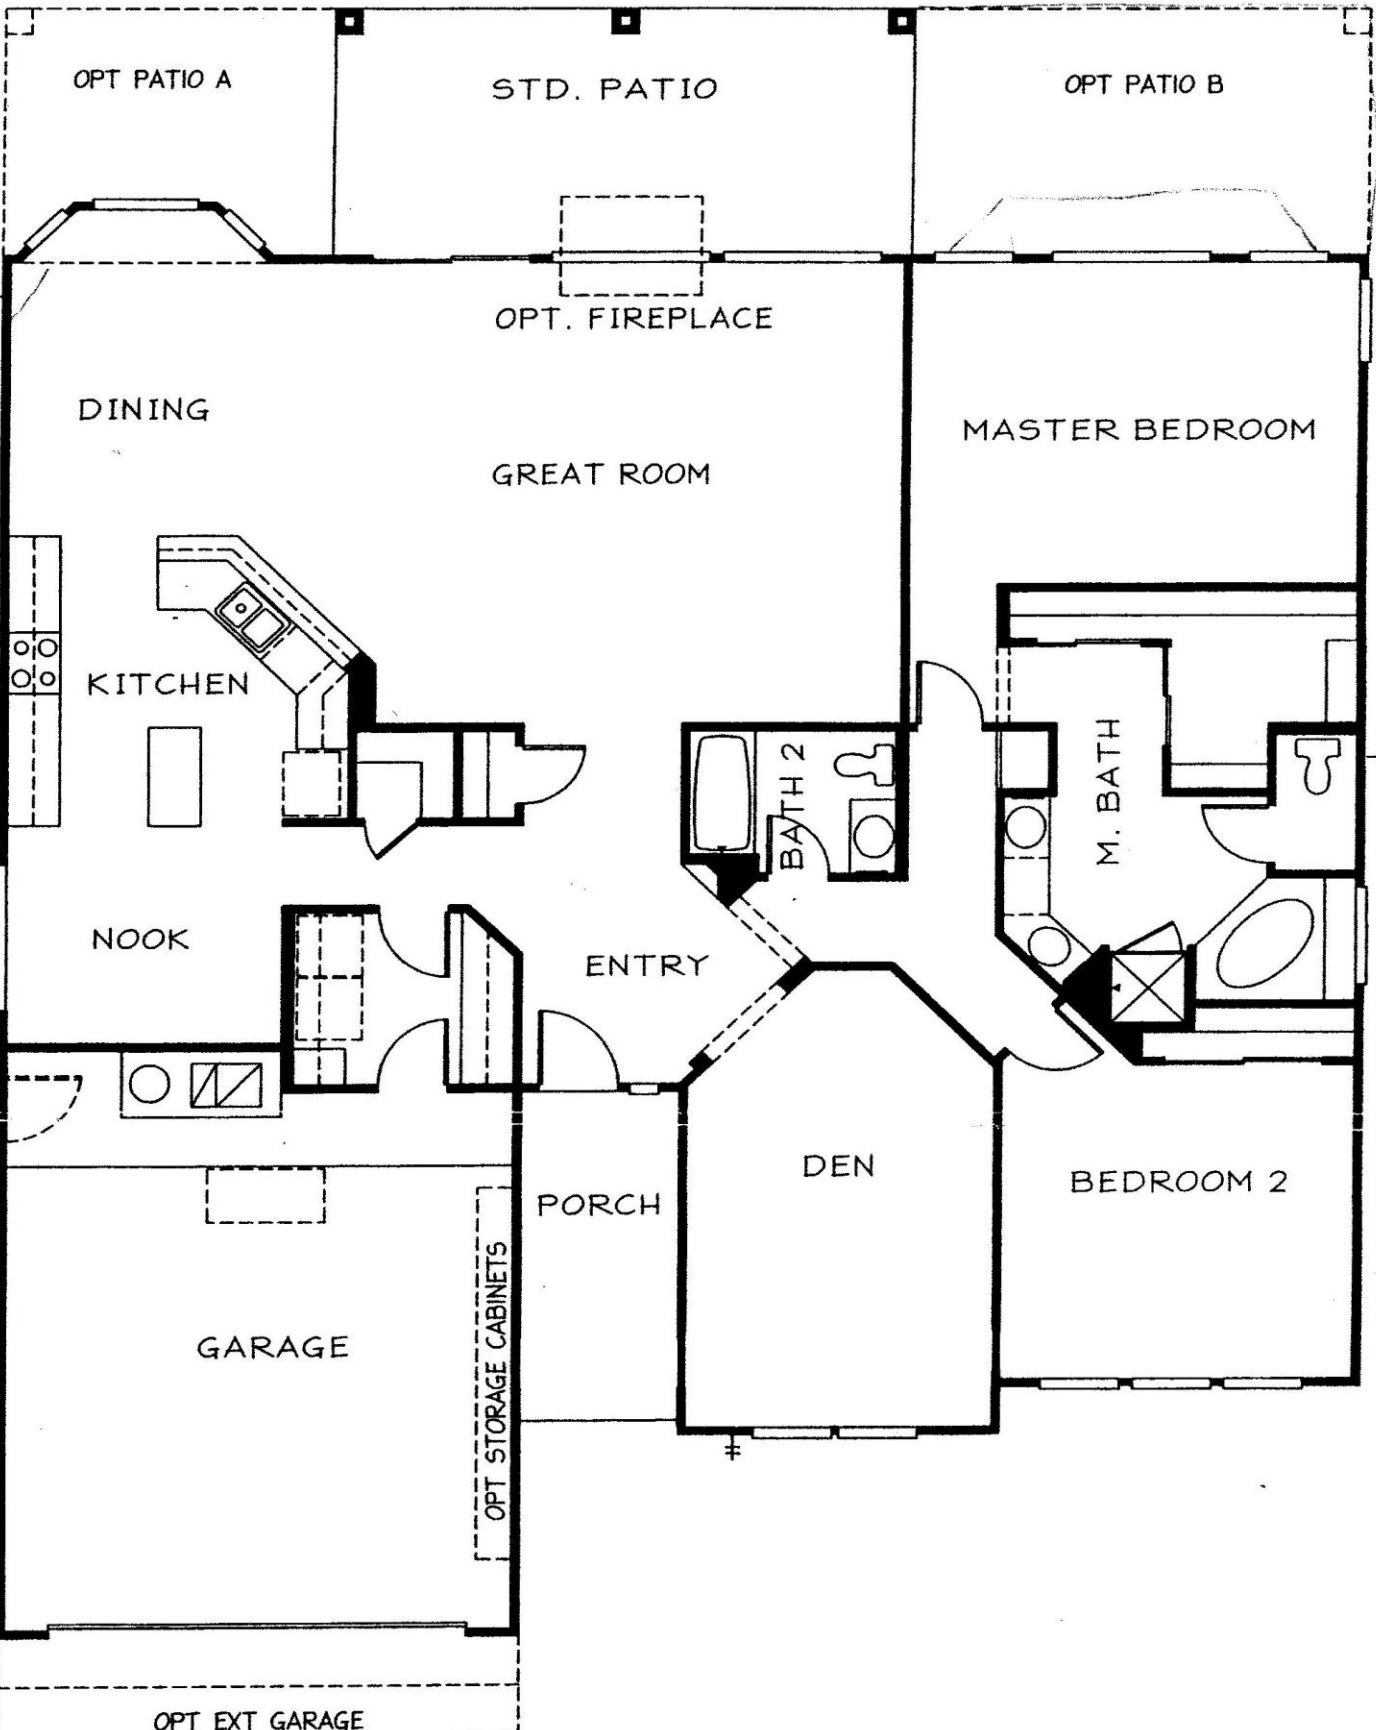 OPT PATIO A
STD. PATIO
OPT PATIO B
OPT. FIREPLACE
DINING
MASTER BEDROOM
GREAT ROOM
KITCHEN
BATH 2
M. BATH
NOOK
ENTRY
DEN
BEDROOM 2
PORCH
OPT STORAGE CABINETS
GARAGE
OPT EXT GARAGE